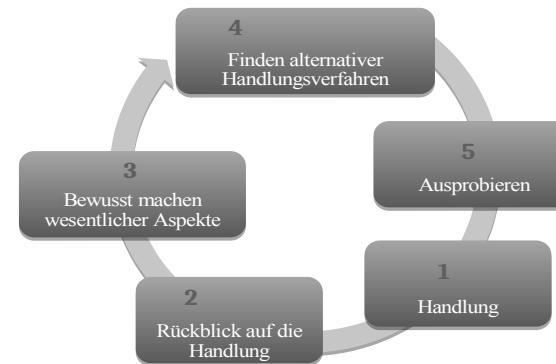 4
Finden alternativer
Handlungsverfahren
5
Ausprobieren
3
Bewusst machen
wesentlicher Aspekte
1
Handlung
2
Rückblick auf die
Handlung